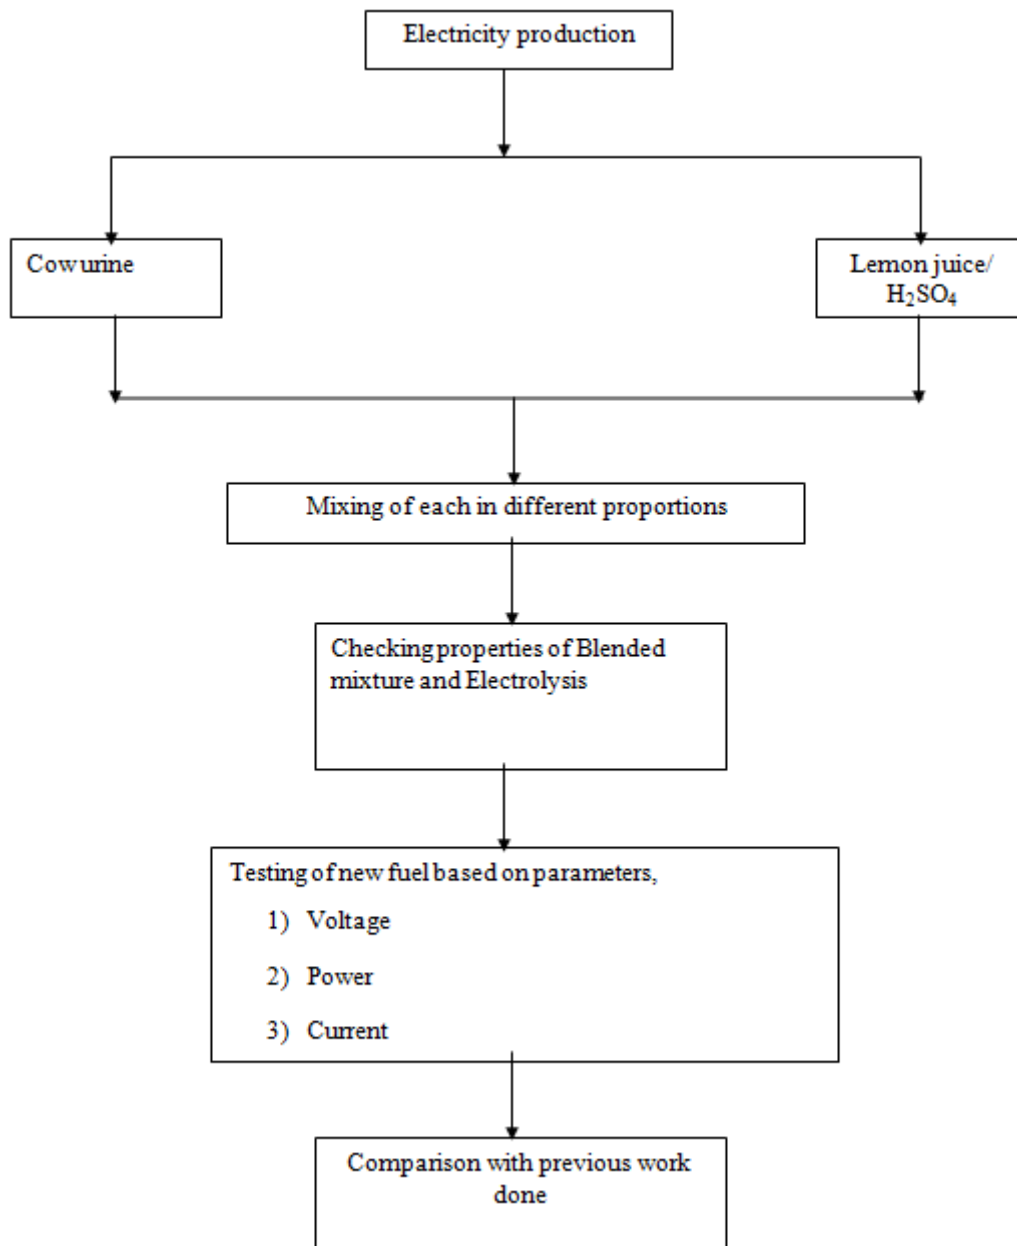 Electricity production
Cow urine
Lemon juice/
H₂SO₄
Mixing of each in different proportions
Checking properties of Blended
mixture and Electrolysis
Testing of new fuel based on parameters,
1) Voltage
2) Power
3) Current
Comparison with previous work
done